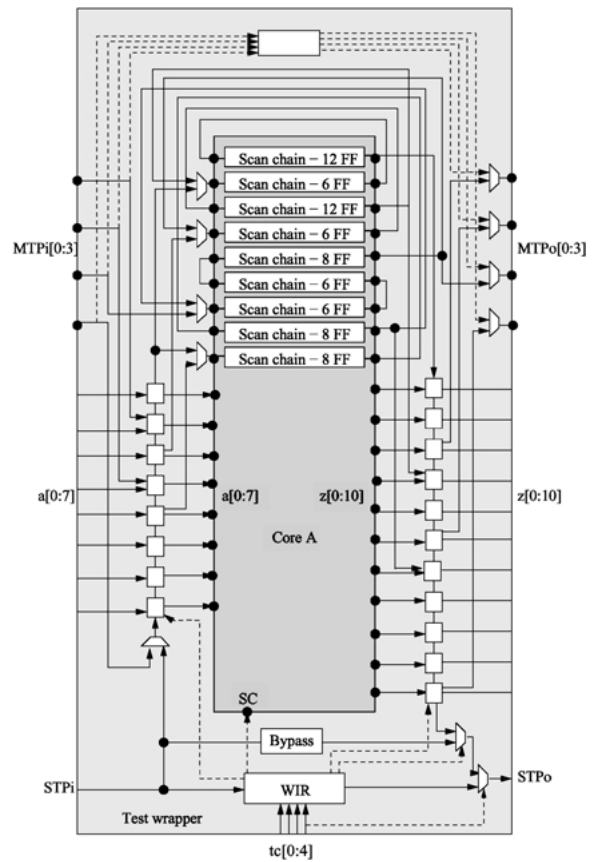 Scan chain – 12 FF
Scan chain – 6 FF
Scan chain – 12 FF
Scan chain – 6 FF
MTPi[0:3]
MTPo[0:3]
Scan chain – 8 FF
Scan chain – 6 FF
Scan chain – 6 FF
Scan chain – 8 FF
Scan chain – 8 FF
a[0:7]
a[0:7]
z[0:10]
z[0:10]
Core A
SC
Bypass
STPi
WIR
STPo
Test wrapper
tc[0:4]